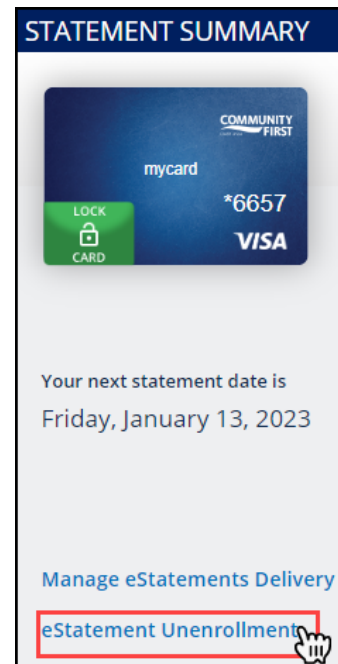 STATEMENT SUMMARY
COMMUNITY
FIRST
mycard
*6657
LOCK
CARD
VISA
Your next statement date is
Friday, January 13, 2023
Manage eStatements Delivery
eStatement Unenrollment